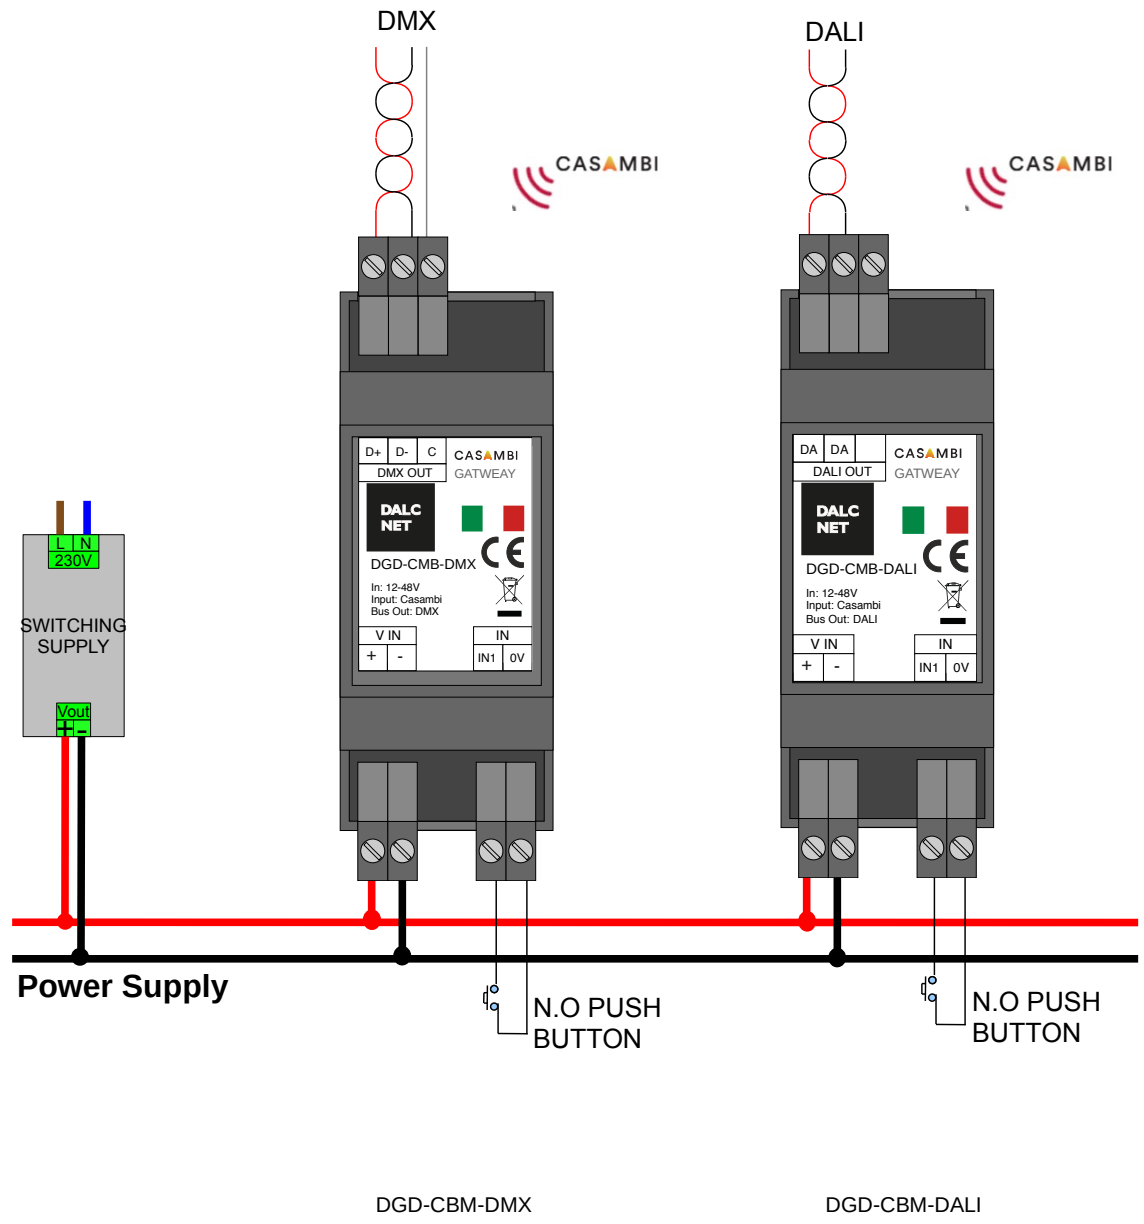 DMX
DALI
CASAMBI
CASAMBI
D+ D- C
DMX OUT
CASAMBI
GATWEAY
DALC
NET
DGD-CMB-DMX
CE
In: 12-48V
Input: Casambi
Bus Out: DMX
V IN
+ -
IN
IN1 0V
DA DA
DALI OUT
CASAMBI
GATWEAY
DALC
NET
DGD-CMB-DALI
CE
In: 12-48V
Input: Casambi
Bus Out: DALI
V IN
+ -
IN
IN1 0V
L N
230V
SWITCHING
SUPPLY
Vout
+ -
Power Supply
N.O PUSH
BUTTON
N.O PUSH
BUTTON
DGD-CBM-DMX
DGD-CBM-DALI